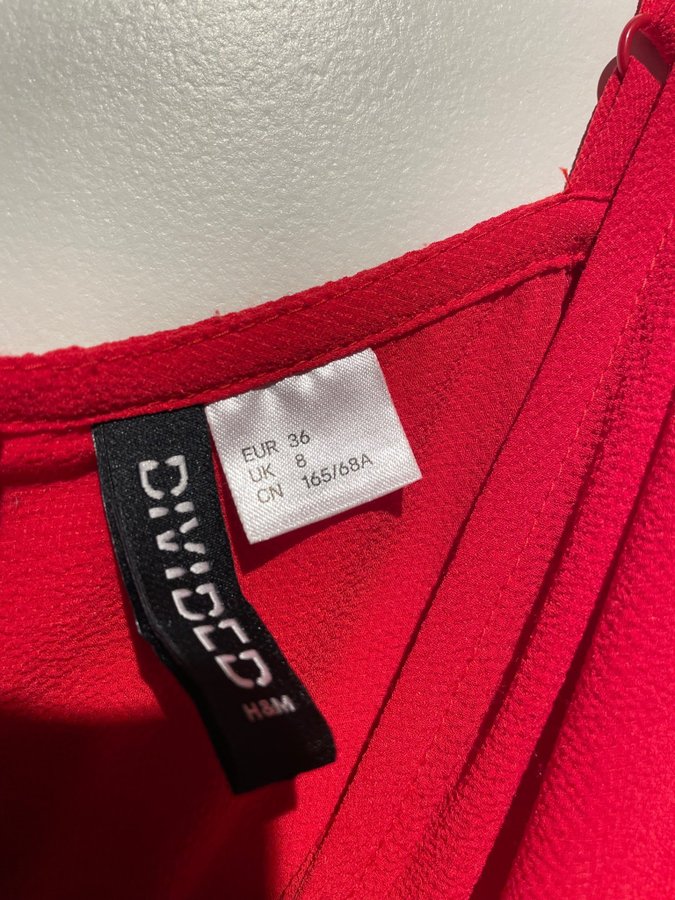 EUR 36
UK 8
CN 165/68A
DIVIDED
H&M